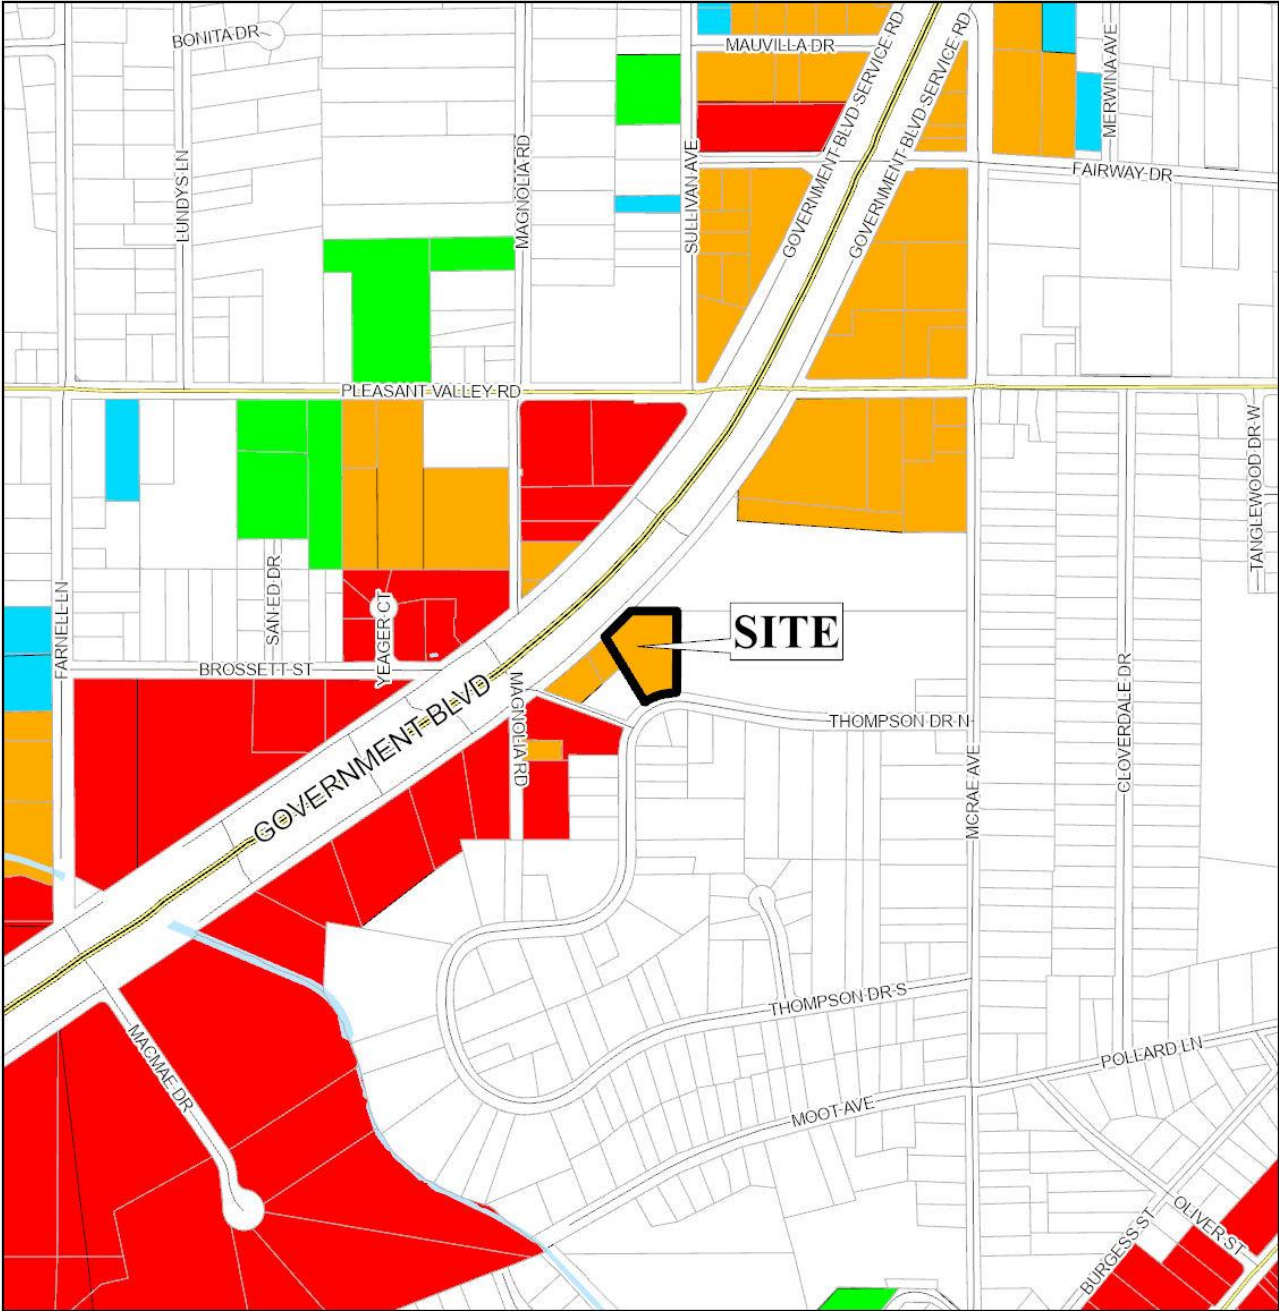 BONITA DR
MAUVILLA DR
GOVERNMENT BLVD SERVICE RD
GOVERNMENT BLVD SERVICE RD
MERWINA AVE
LUNDYS LN
MAGNOLIA RD
SULLIVAN AVE
FAIRWAY DR
PLEASANT VALLEY RD
TANGLEWOOD DR W
FARNELL LN
SAN ED DR
YEAGER CT
SITE
BROSSETT ST
MAGNOLIA RD
GOVERNMENT BLVD
THOMPSON DR N
CLOVERDALE DR
MCRAE AVE
THOMPSON DR S
MACMAE DR
POLLARD LN
MOOT AVE
BURGESS ST
OLIVER ST